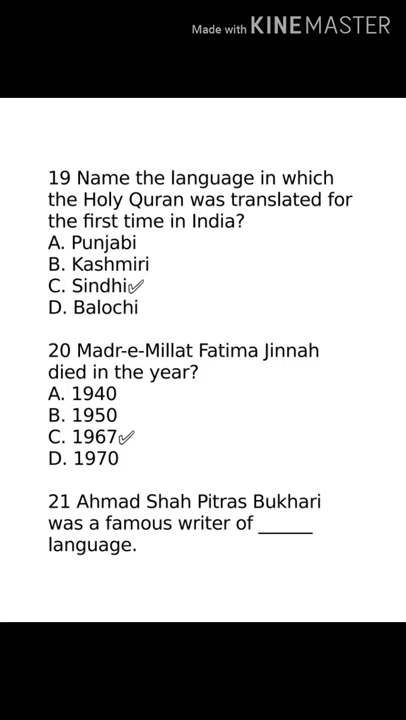 Made with KINEMASTER
19 Name the language in which
the Holy Quran was translated for
the first time in India?
A. Punjabi
B. Kashmiri
C. Sindhi✅
D. Balochi
20 Madr-e-Millat Fatima Jinnah
died in the year?
A. 1940
B. 1950
C. 1967✅
D. 1970
21 Ahmad Shah Pitras Bukhari
was a famous writer of ______
language.